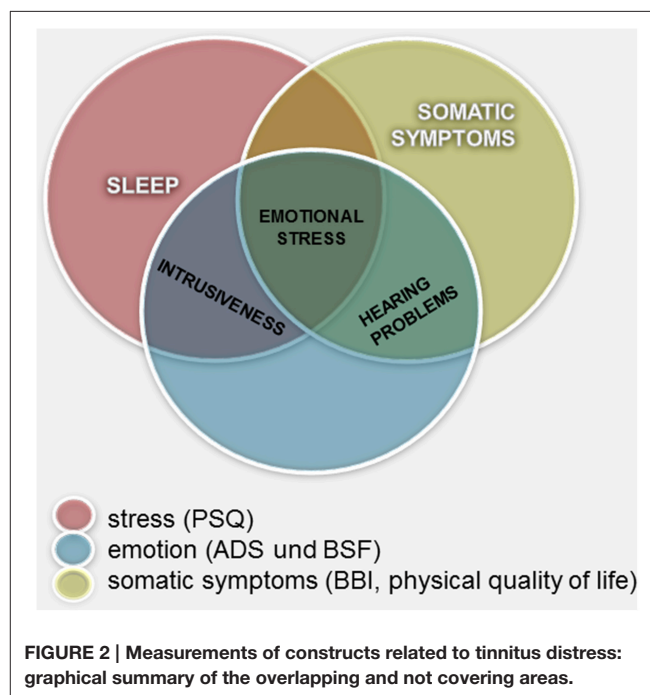 SOMATIC
SYMPTOMS
SLEEP
EMOTIONAL
STRESS
INTRUSIVENESS
HEARING
PROBLEMS
stress (PSQ)
emotion (ADS und BSF)
somatic symptoms (BBI, physical quality of life)
FIGURE 2 | Measurements of constructs related to tinnitus distress:
graphical summary of the overlapping and not covering areas.